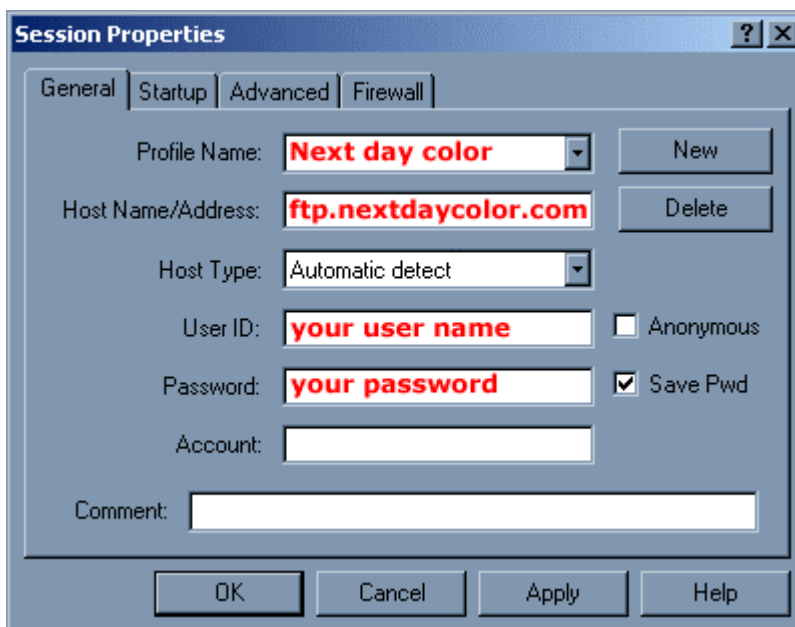 Session Properties
General Startup Advanced Firewall
Profile Name: Next day color New
Host Name/Address: ftp.nextdaycolor.com Delete
Host Type: Automatic detect
User ID: your user name Anonymous
Password: your password Save Pwd
Account:
Comment:
OK Cancel Apply Help